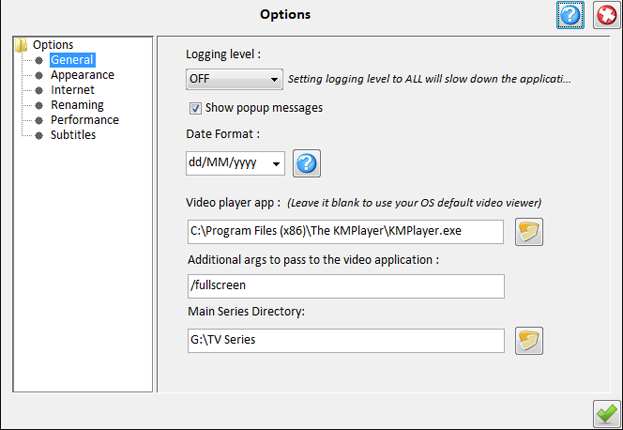 Options
Options
General
Appearance
Internet
Renaming
Performance
Subtitles
Logging level :
OFF
Setting logging level to ALL will slow down the applicati...
Show popup messages
Date Format :
dd/MM/yyyy
Video player app : (Leave it blank to use your OS default video viewer)
C:\Program Files (x86)\The KMPlayer\KMPlayer.exe
Additional args to pass to the video application :
/fullscreen
Main Series Directory:
G:\TV Series